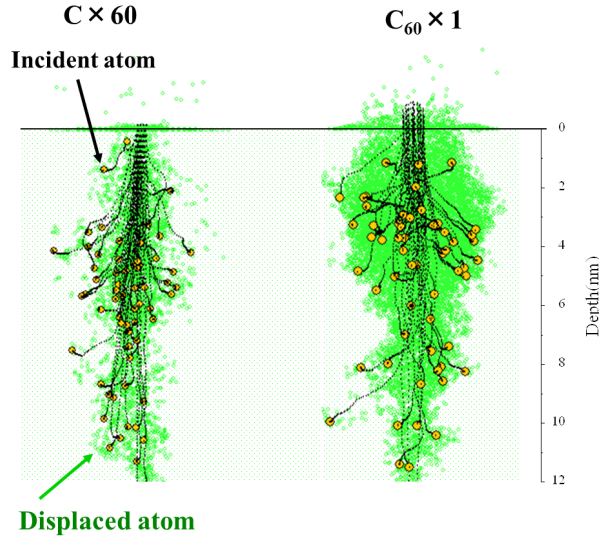 C × 60
C₆₀ × 1
Incident atom
0
2
4
6
8
10
12
Depth(nm)
Displaced atom